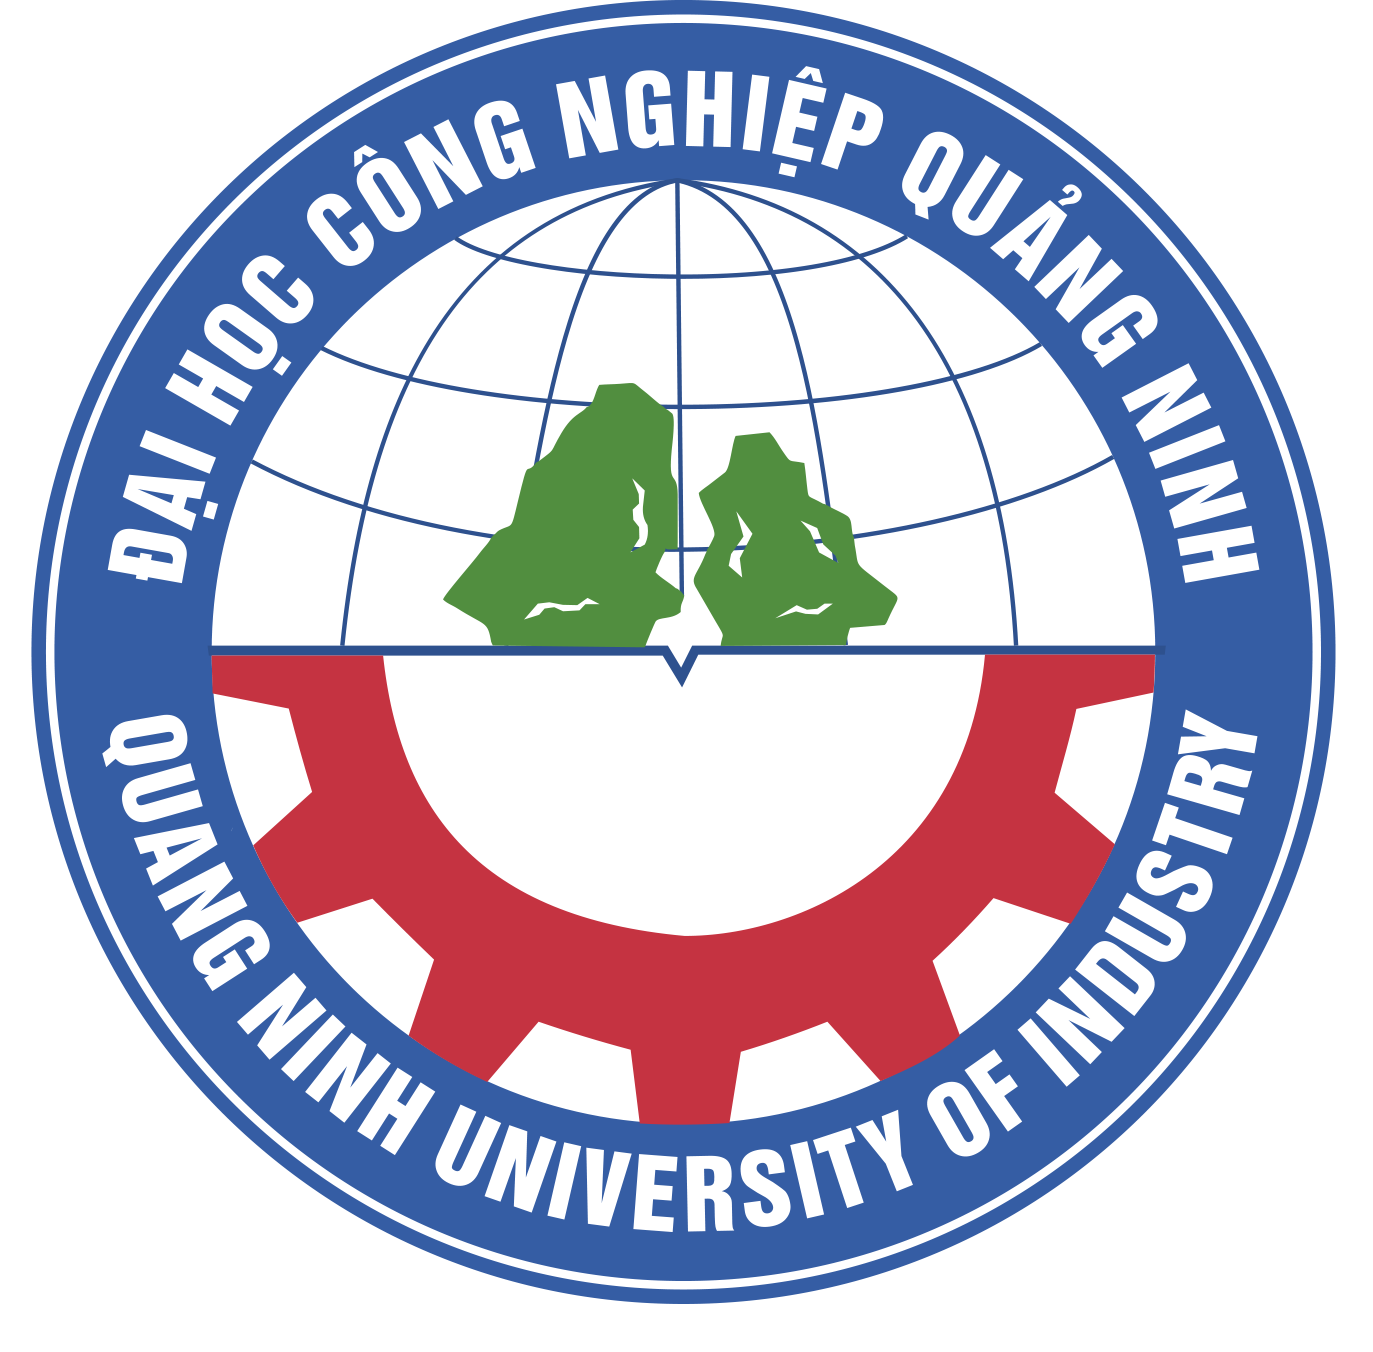 ĐẠI HỌC CÔNG NGHIỆP QUẢNG NINH
QUANG NINH UNIVERSITY OF INDUSTRY